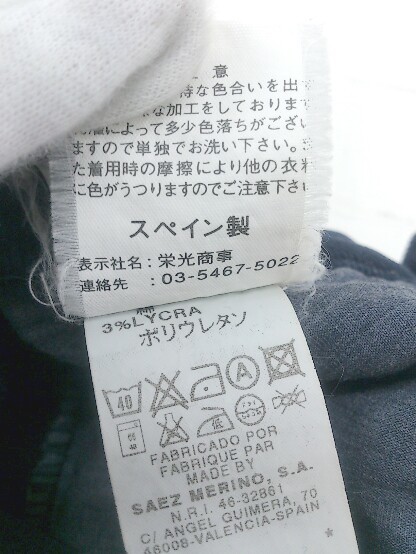 意
特な色合いを出
な加工をしておりま
によって多少色落ちがござい
ますので単独でお洗い下さい。
た着用時の摩擦により他の衣料
に色がうつりますのでご注意下さい
スペイン製
表示社名：栄光商事
連絡先 ：03-5467-5022
綿
3%LYCRA
ポリウレタン
40 A
低
FABRICADO POR
FABRIQUE PAR
MADE BY
SAEZ MERINO, S.A.
N.R.I. 46-32861
C/ ANGEL GUIMERA, 70
46008-VALENCIA-SPAIN
*